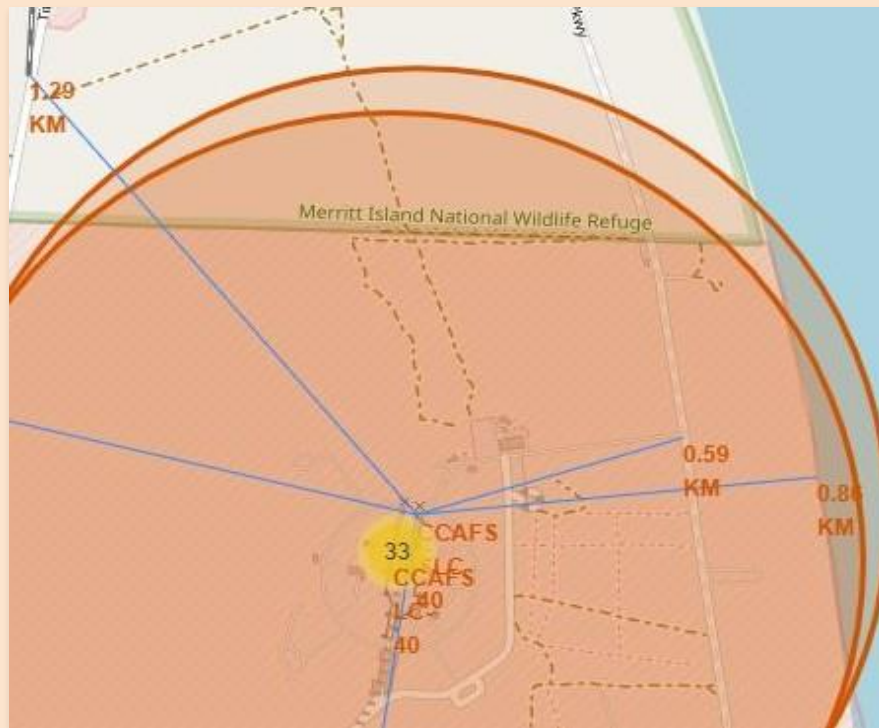 1.29
KM
Merritt Island National Wildlife Refuge
0.59
KM
0.86
KM
CCAFS
33
CCAFS
LC
40
LC-
40